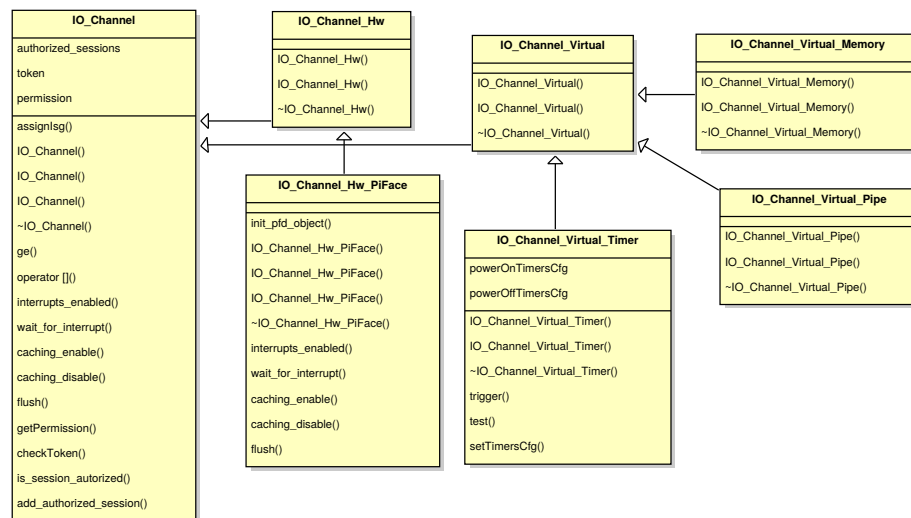 IO_Channel
authorized_sessions
token
permission
assignIsg()
IO_Channel()
IO_Channel()
IO_Channel()
~IO_Channel()
ge()
operator []()
interrupts_enabled()
wait_for_interrupt()
caching_enable()
caching_disable()
flush()
getPermission()
checkToken()
is_session_autorized()
add_authorized_session()
IO_Channel_Hw
IO_Channel_Hw()
IO_Channel_Hw()
~IO_Channel_Hw()
IO_Channel_Hw_PiFace
init_pfd_object()
IO_Channel_Hw_PiFace()
IO_Channel_Hw_PiFace()
IO_Channel_Hw_PiFace()
~IO_Channel_Hw_PiFace()
interrupts_enabled()
wait_for_interrupt()
caching_enable()
caching_disable()
flush()
IO_Channel_Virtual
IO_Channel_Virtual()
IO_Channel_Virtual()
~IO_Channel_Virtual()
IO_Channel_Virtual_Timer
powerOnTimersCfg
powerOffTimersCfg
IO_Channel_Virtual_Timer()
IO_Channel_Virtual_Timer()
~IO_Channel_Virtual_Timer()
trigger()
test()
setTimersCfg()
IO_Channel_Virtual_Memory
IO_Channel_Virtual_Memory()
IO_Channel_Virtual_Memory()
~IO_Channel_Virtual_Memory()
IO_Channel_Virtual_Pipe
IO_Channel_Virtual_Pipe()
IO_Channel_Virtual_Pipe()
~IO_Channel_Virtual_Pipe()